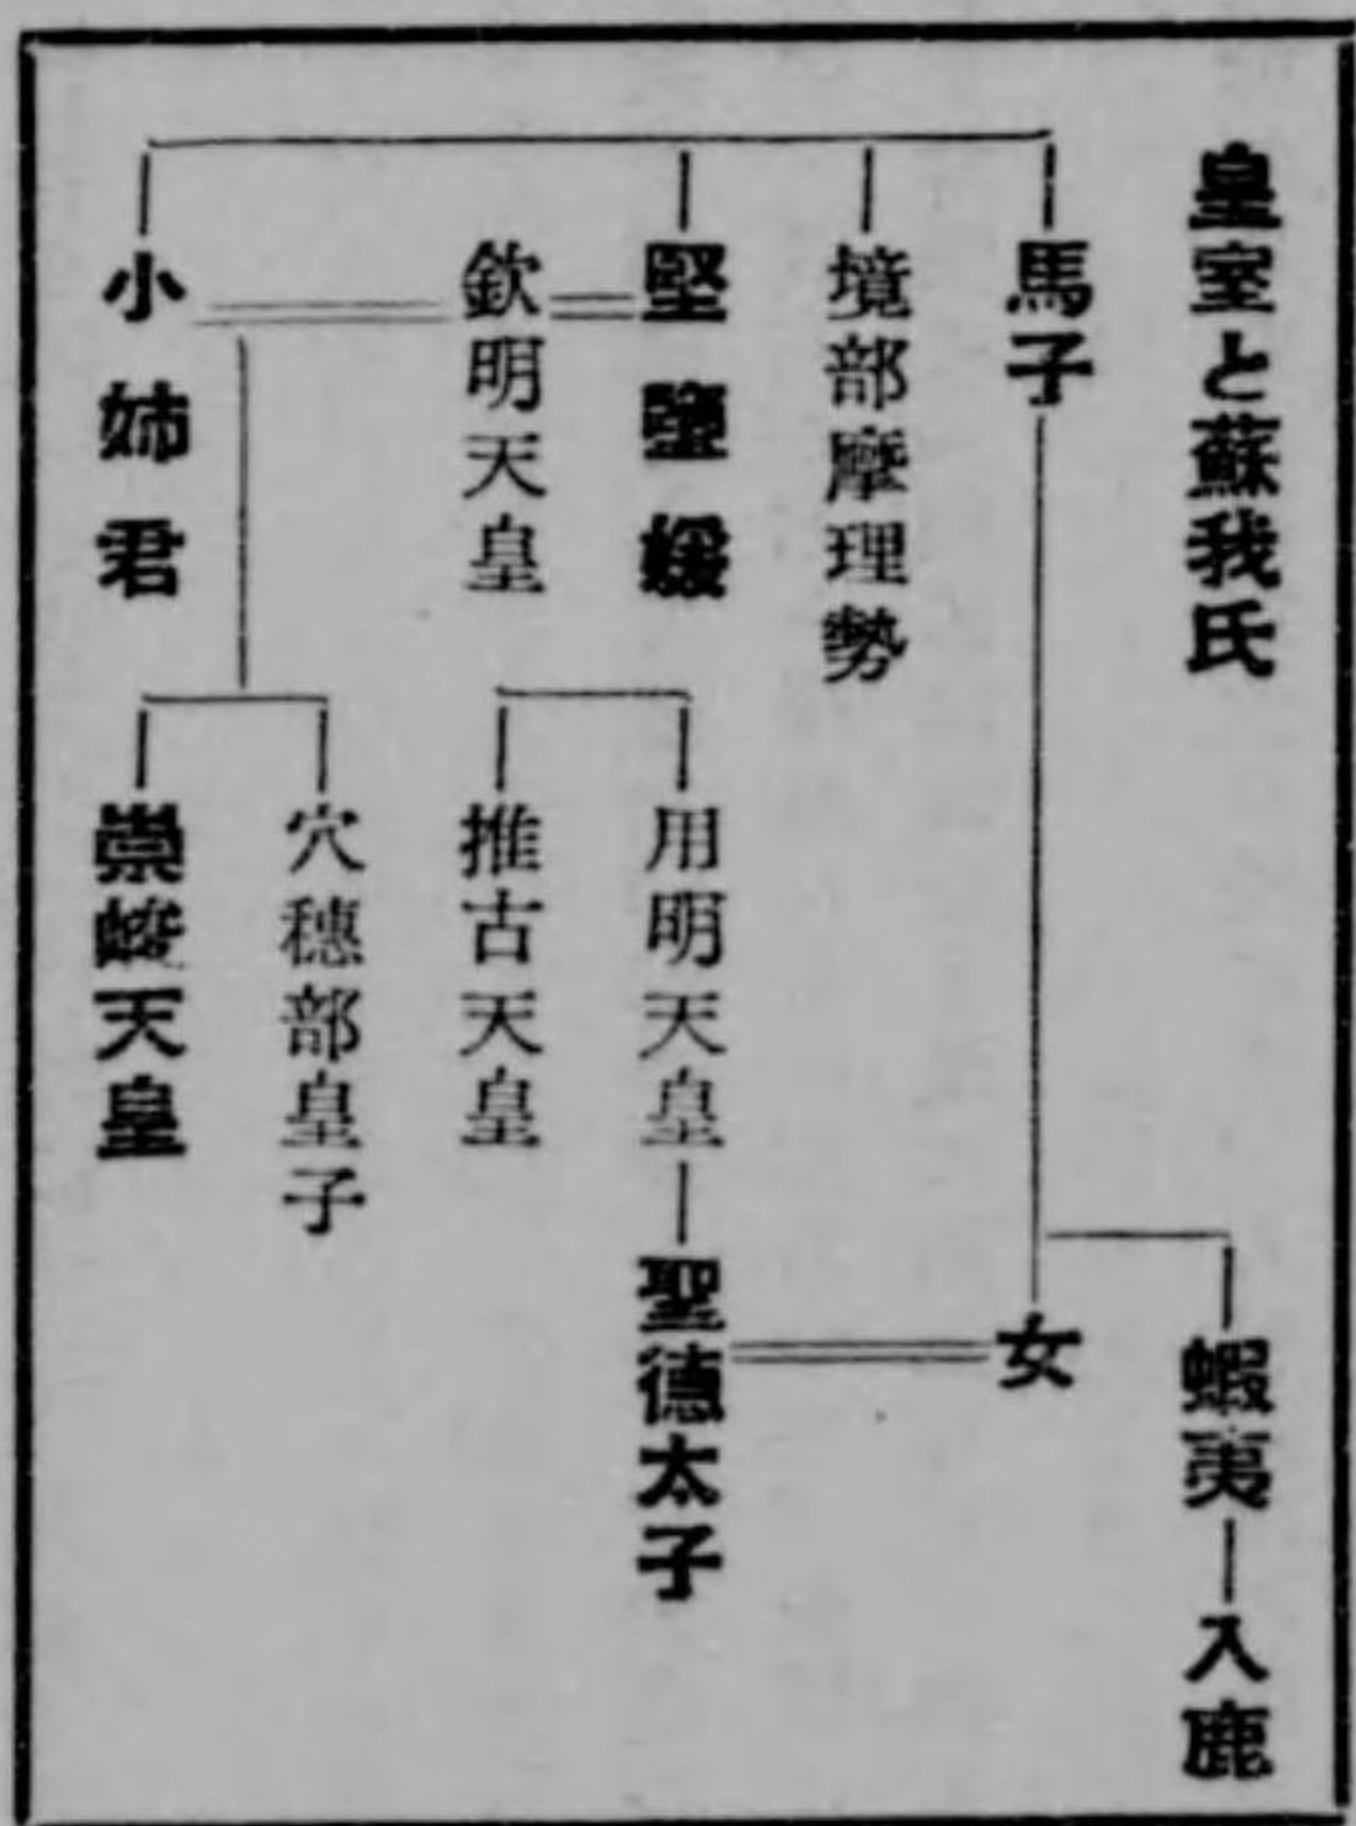 皇室と蘇我氏
馬子
境部摩理勢
堅塩媛
欽明天皇
小姉君
用明天皇
推古天皇
穴穂部皇子
崇峻天皇
蝦夷
入鹿
女
聖徳太子